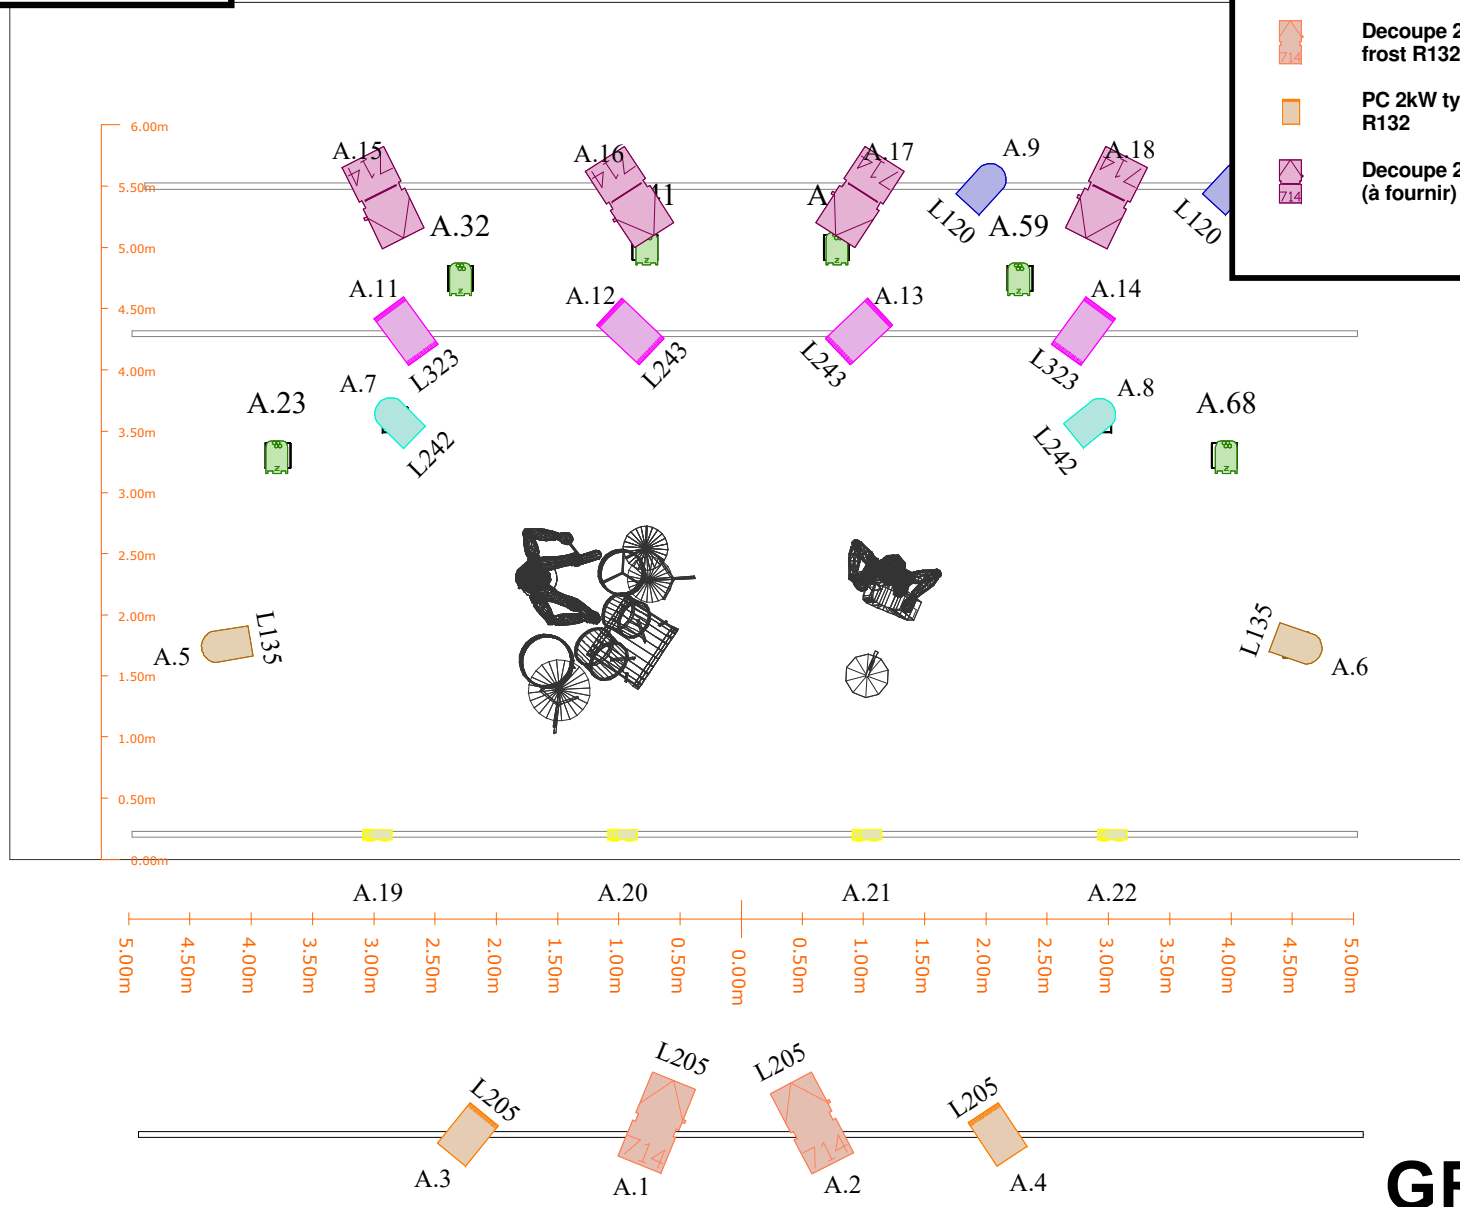 Decoupe 2
frost R132
714
PC 2kW ty
R132
Decoupe 2
(à fournir)
714
6.00m
5.50m
5.00m
4.50m
4.00m
3.50m
3.00m
2.50m
2.00m
1.50m
1.00m
0.50m
0.00m
A.15
714
A.16
714
A.17
714
A.9
A.18
714
L120
L120
A.32
A.59
A.11
A.12
A.13
A.14
L323
L243
L243
L323
A.7
A.8
A.23
A.68
L242
L242
A.5
L135
L135
A.6
A.19
A.20
A.21
A.22
5.00m
4.50m
4.00m
3.50m
3.00m
2.50m
2.00m
1.50m
1.00m
0.50m
0.00m
0.50m
1.00m
1.50m
2.00m
2.50m
3.00m
3.50m
4.00m
4.50m
5.00m
L205
L205
L205
L205
714
714
A.3
A.1
A.2
A.4